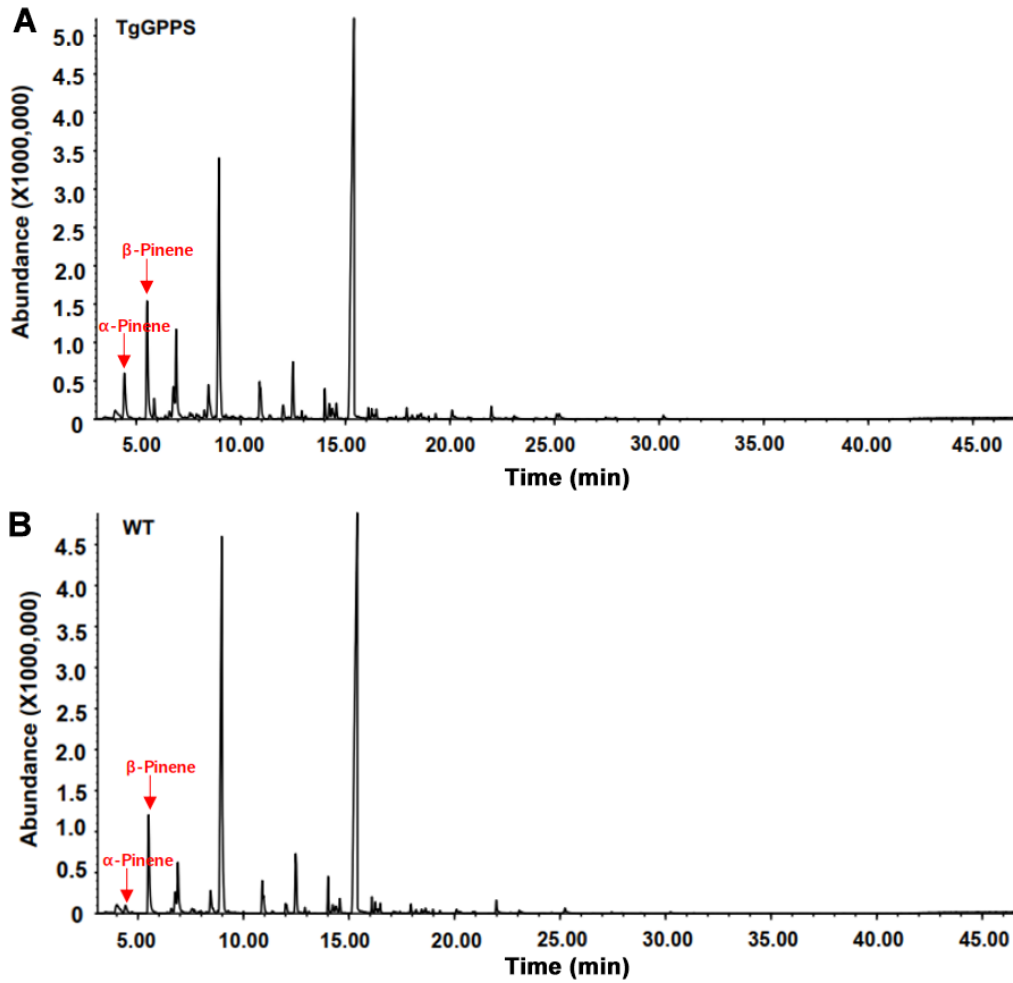 A
TgGPPS
Abundance (X1000,000)
5.0
4.5
4.0
3.5
3.0
2.5
2.0
1.5
1.0
0.5
0
β-Pinene
α-Pinene
5.00 10.00 15.00 20.00 25.00 30.00 35.00 40.00 45.00
Time (min)
B
WT
Abundance (X1000,000)
4.5
4.0
3.5
3.0
2.5
2.0
1.5
1.0
0.5
0
β-Pinene
α-Pinene
5.00 10.00 15.00 20.00 25.00 30.00 35.00 40.00 45.00
Time (min)